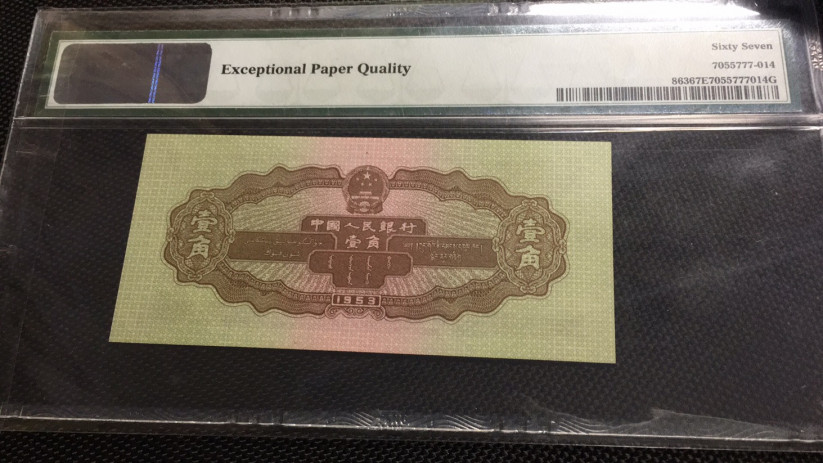 Exceptional Paper Quality
Sixty Seven
7055777-014
86367E7055777014G
中國人民銀行
壹角
壹角
壹角
1953